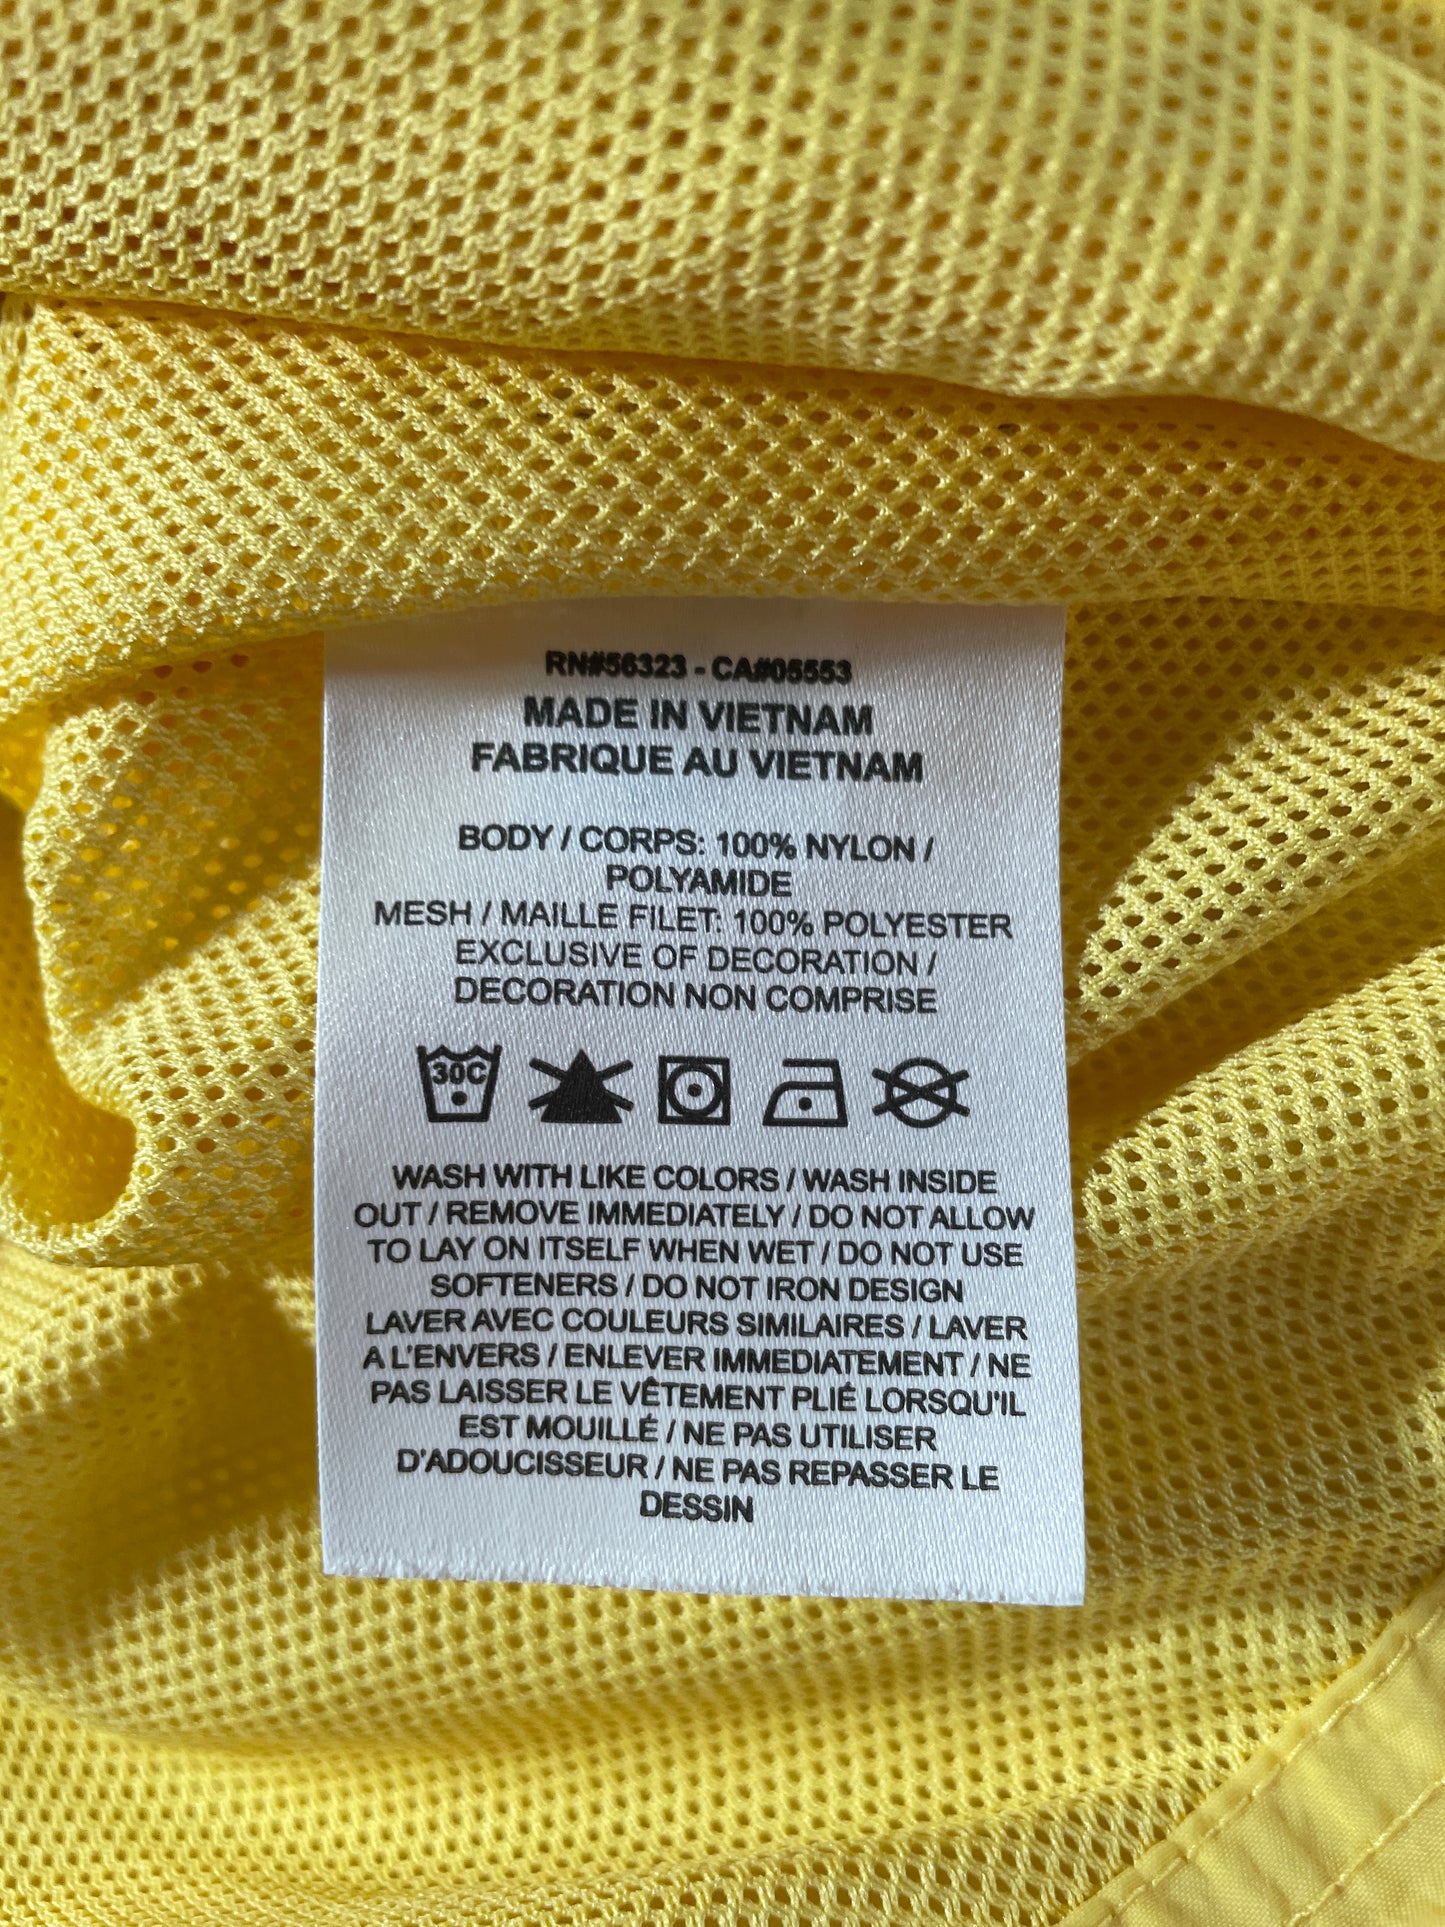 RN#56323 - CA#05553
MADE IN VIETNAM
FABRIQUE AU VIETNAM
BODY / CORPS: 100% NYLON /
POLYAMIDE
MESH / MAILLE FILET: 100% POLYESTER
EXCLUSIVE OF DECORATION /
DECORATION NON COMPRISE
30C
WASH WITH LIKE COLORS / WASH INSIDE
OUT / REMOVE IMMEDIATELY / DO NOT ALLOW
TO LAY ON ITSELF WHEN WET / DO NOT USE
SOFTENERS / DO NOT IRON DESIGN
LAVER AVEC COULEURS SIMILAIRES / LAVER
A L'ENVERS / ENLEVER IMMEDIATEMENT / NE
PAS LAISSER LE VÊTEMENT PLIÉ LORSQU'IL
EST MOUILLÉ / NE PAS UTILISER
D'ADOUCISSEUR / NE PAS REPASSER LE
DESSIN